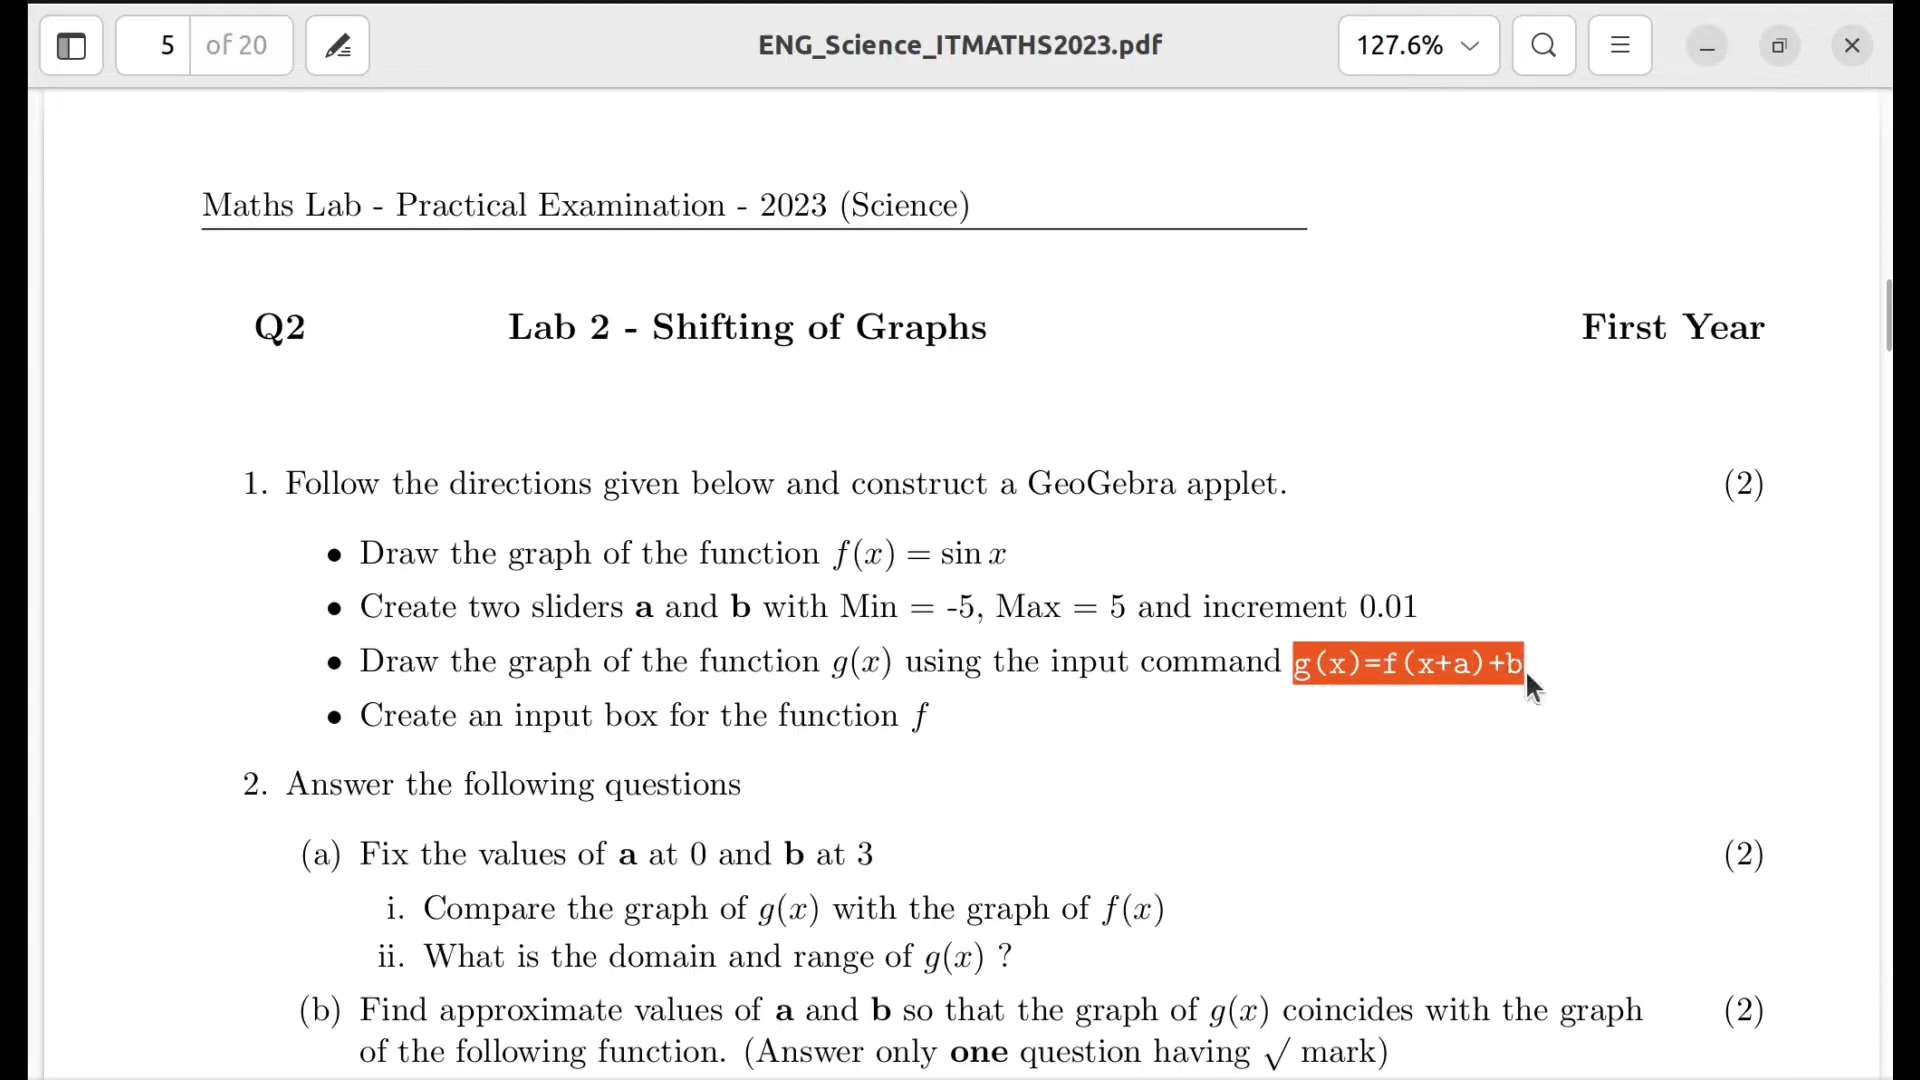 5 of 20 ENG_Science_ITMATHS2023.pdf 127.6%
Maths Lab - Practical Examination - 2023 (Science)
Q2 Lab 2 - Shifting of Graphs First Year
1. Follow the directions given below and construct a GeoGebra applet. (2)
• Draw the graph of the function f(x) = sin x
• Create two sliders a and b with Min = -5, Max = 5 and increment 0.01
• Draw the graph of the function g(x) using the input command g(x)=f(x+a)+b
• Create an input box for the function f
2. Answer the following questions
(a) Fix the values of a at 0 and b at 3 (2)
i. Compare the graph of g(x) with the graph of f(x)
ii. What is the domain and range of g(x) ?
(b) Find approximate values of a and b so that the graph of g(x) coincides with the graph (2)
of the following function. (Answer only one question having √ mark)